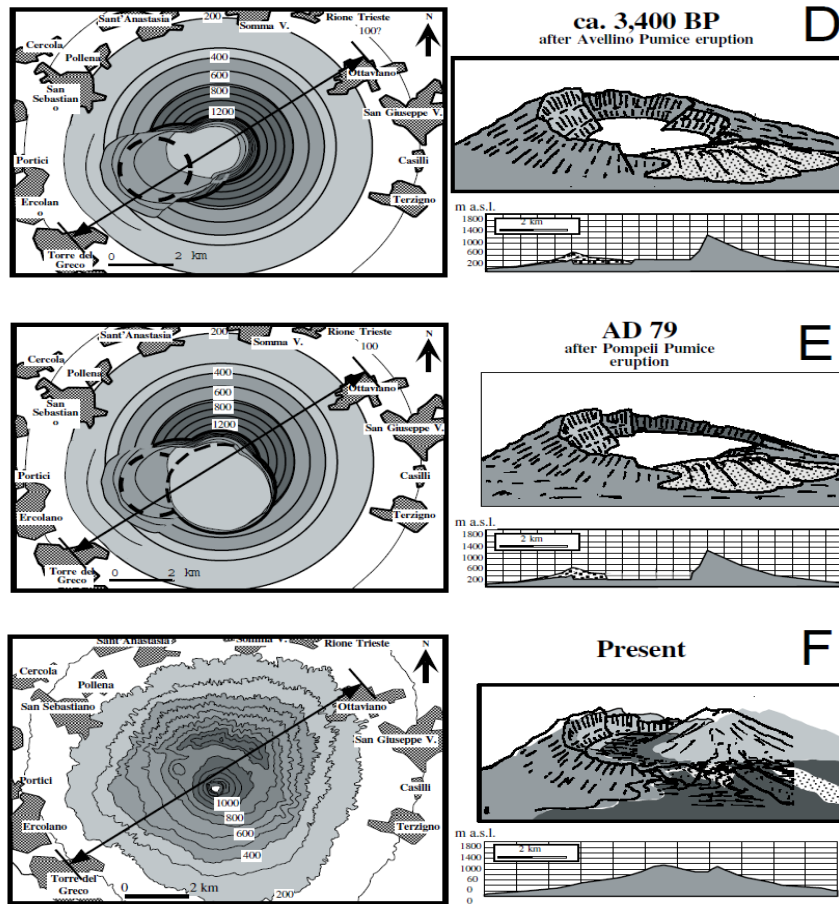 Sant'Anastasia
200
Somma V.
Rione Trieste
N
100?
Cercola
Pollena
400
600
Ottaviano
San
Sebastian
o
800
1200
San Giuseppe V.
Portici
Casilli
Ercolan
o
Terzigno
Torre del
Greco
0 2 km
ca. 3,400 BP
after Avellino Pumice eruption
D
m a.s.l.
1800
1400
1000
600
200
2 km
Sant'Anastasia
200
Somma V.
Rione Trieste
N
100
Cercola
Pollena
400
600
Ottaviano
San
Sebastian
o
800
1200
San Giuseppe V.
Portici
Casilli
Ercolano
Terzigno
Torre del
Greco
0 2 km
AD 79
after Pompeii Pumice
eruption
E
m a.s.l.
1800
1400
1000
600
200
2 km
Sant'Anastasia
Somma V.
Rione Trieste
N
Cercola
Pollena
San Sebastiano
Ottaviano
San Giuseppe V.
Portici
Casilli
1000
800
Ercolano
600
Terzigno
400
Torre del
Greco
0 2 km
200
Present
F
m a.s.l.
1800
1400
1000
60
0
0
2 km